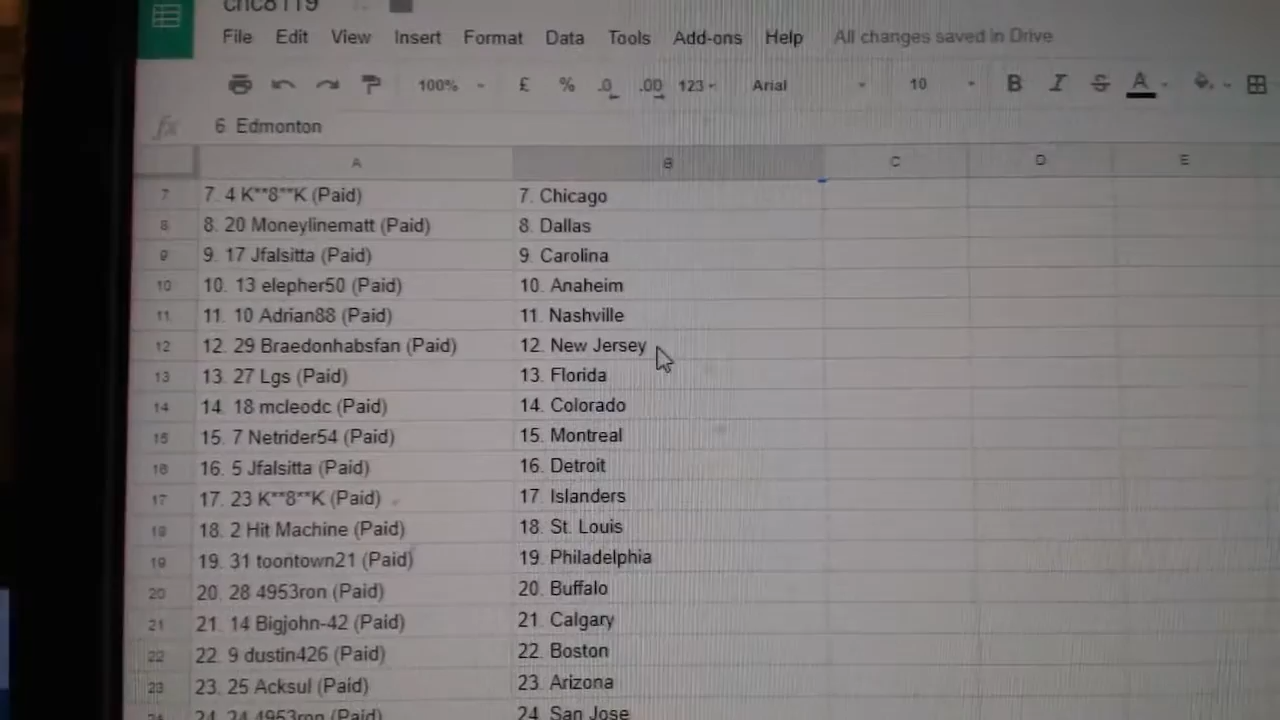 chc8119
File Edit View Insert Format Data Tools Add-ons Help All changes saved in Drive
100% £ % .0 .00 123 Arial 10 B I S A
fx 6 Edmonton
A B C D E
7 7. 4 K**8**K (Paid) 7. Chicago
8 8. 20 Moneylinematt (Paid) 8. Dallas
9 9. 17 Jfalsitta (Paid) 9. Carolina
10 10. 13 elepher50 (Paid) 10. Anaheim
11 11. 10 Adrian88 (Paid) 11. Nashville
12 12. 29 Braedonhabsfan (Paid) 12. New Jersey
13 13. 27 Lgs (Paid) 13. Florida
14 14. 18 mcleodc (Paid) 14. Colorado
15 15. 7 Netrider54 (Paid) 15. Montreal
16 16. 5 Jfalsitta (Paid) 16. Detroit
17 17. 23 K**8**K (Paid) 17. Islanders
18 18. 2 Hit Machine (Paid) 18. St. Louis
19 19. 31 toontown21 (Paid) 19. Philadelphia
20 20. 28 4953ron (Paid) 20. Buffalo
21 21. 14 Bigjohn-42 (Paid) 21. Calgary
22 22. 9 dustin426 (Paid) 22. Boston
23 23. 25 Acksul (Paid) 23. Arizona
24 24. 24 4953ron (Paid) 24. San Jose